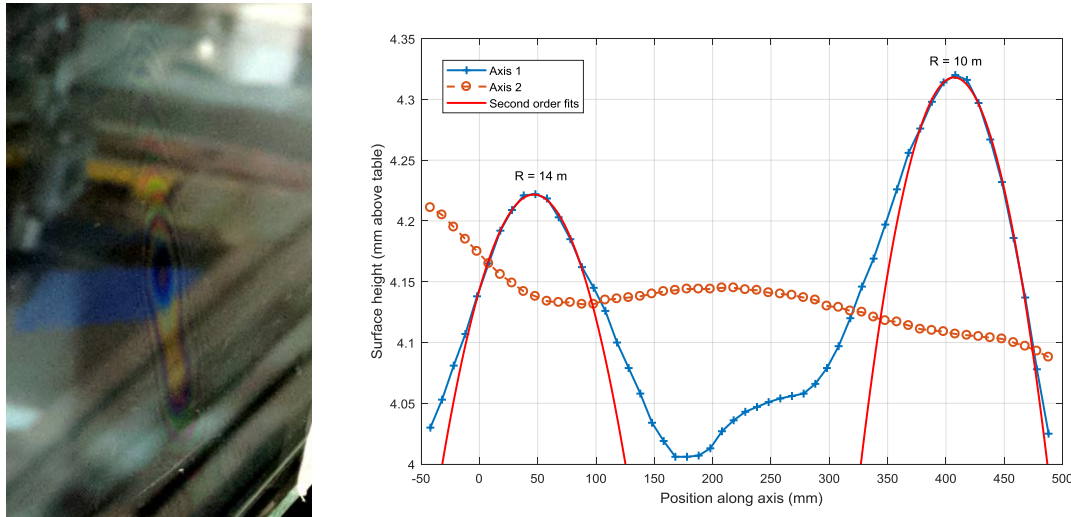 4.35
4.3
4.25
4.2
4.15
4.1
4.05
4
-50
0
50
100
150
200
250
300
350
400
450
500
Surface height (mm above table)
Position along axis (mm)
Axis 1
Axis 2
Second order fits
R = 14 m
R = 10 m